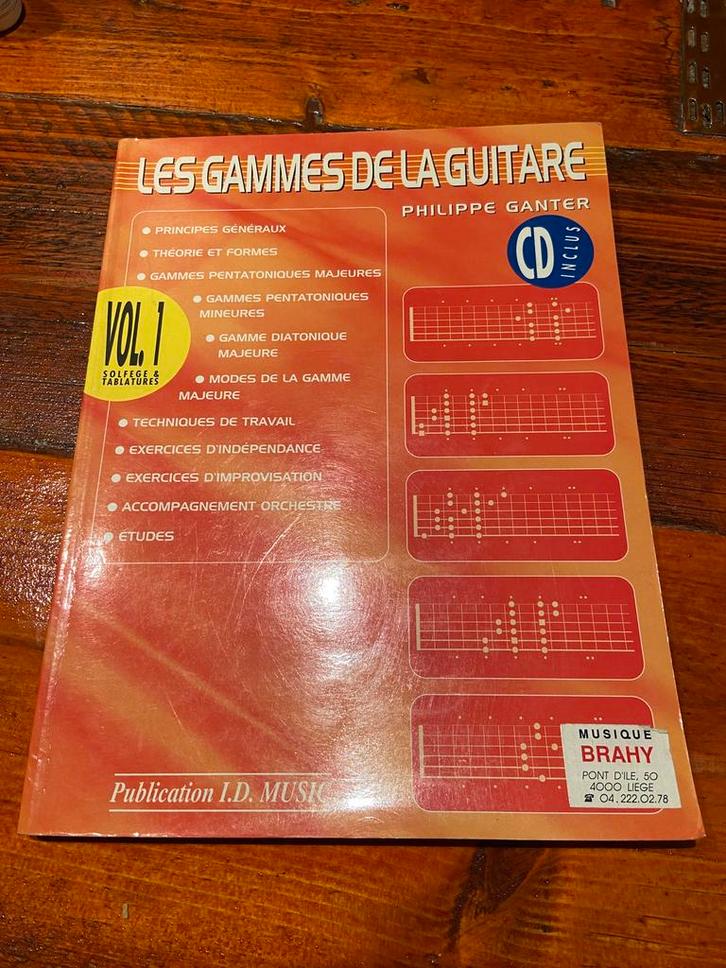 LES GAMMES DE LA GUITARE
PHILIPPE GANTER
CD
INCLUS
● PRINCIPES GÉNÉRAUX
● THÉORIE ET FORMES
● GAMMES PENTATONIQUES MAJEURES
● GAMMES PENTATONIQUES
MINEURES
● GAMME DIATONIQUE
MAJEURE
● MODES DE LA GAMME
MAJEURE
● TECHNIQUES DE TRAVAIL
● EXERCICES D'INDÉPENDANCE
● EXERCICES D'IMPROVISATION
● ACCOMPAGNEMENT ORCHESTRE
● ETUDES
VOL. 1
SOLFEGE &
TABLATURES
Publication I.D. MUSIC
MUSIQUE
BRAHY
PONT D'ILE, 50
4000 LIEGE
☎ 04.222.02.78